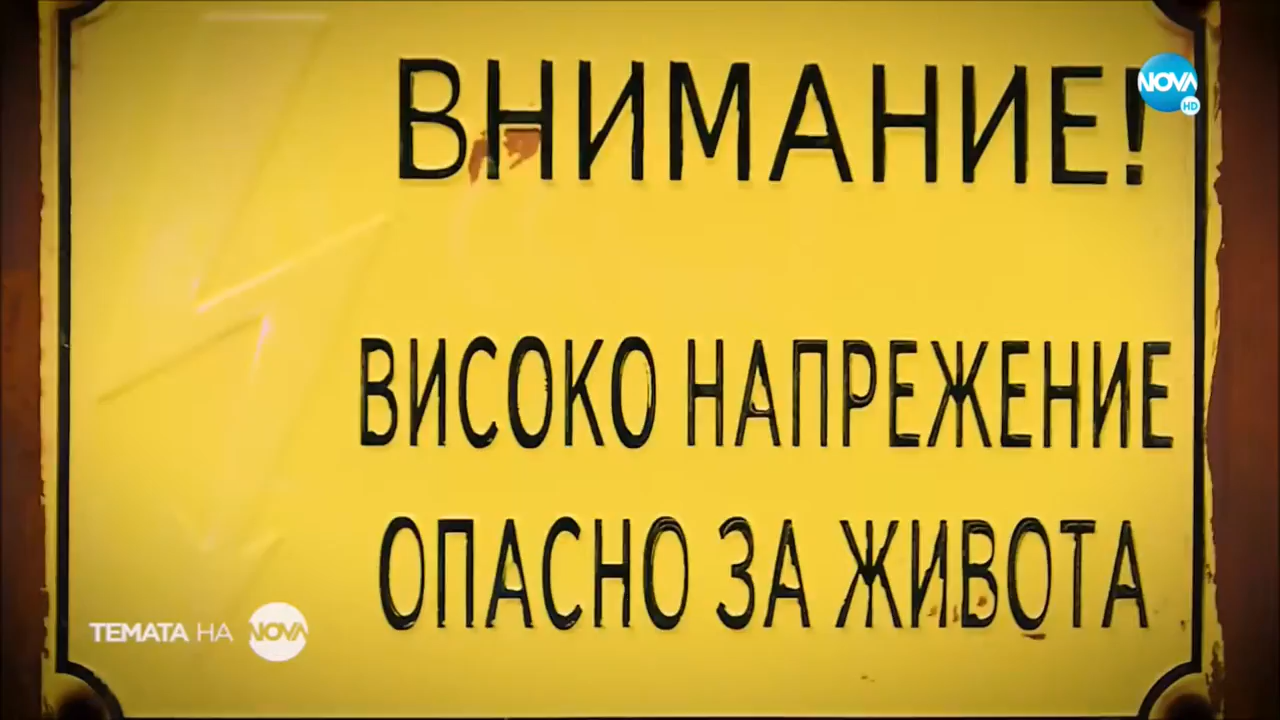 ВНИМАНИЕ!
NOVA
HD
ВИСОКО НАПРЕЖЕНИЕ
ОПАСНО ЗА ЖИВОТА
ТЕМАТА НА NOVA